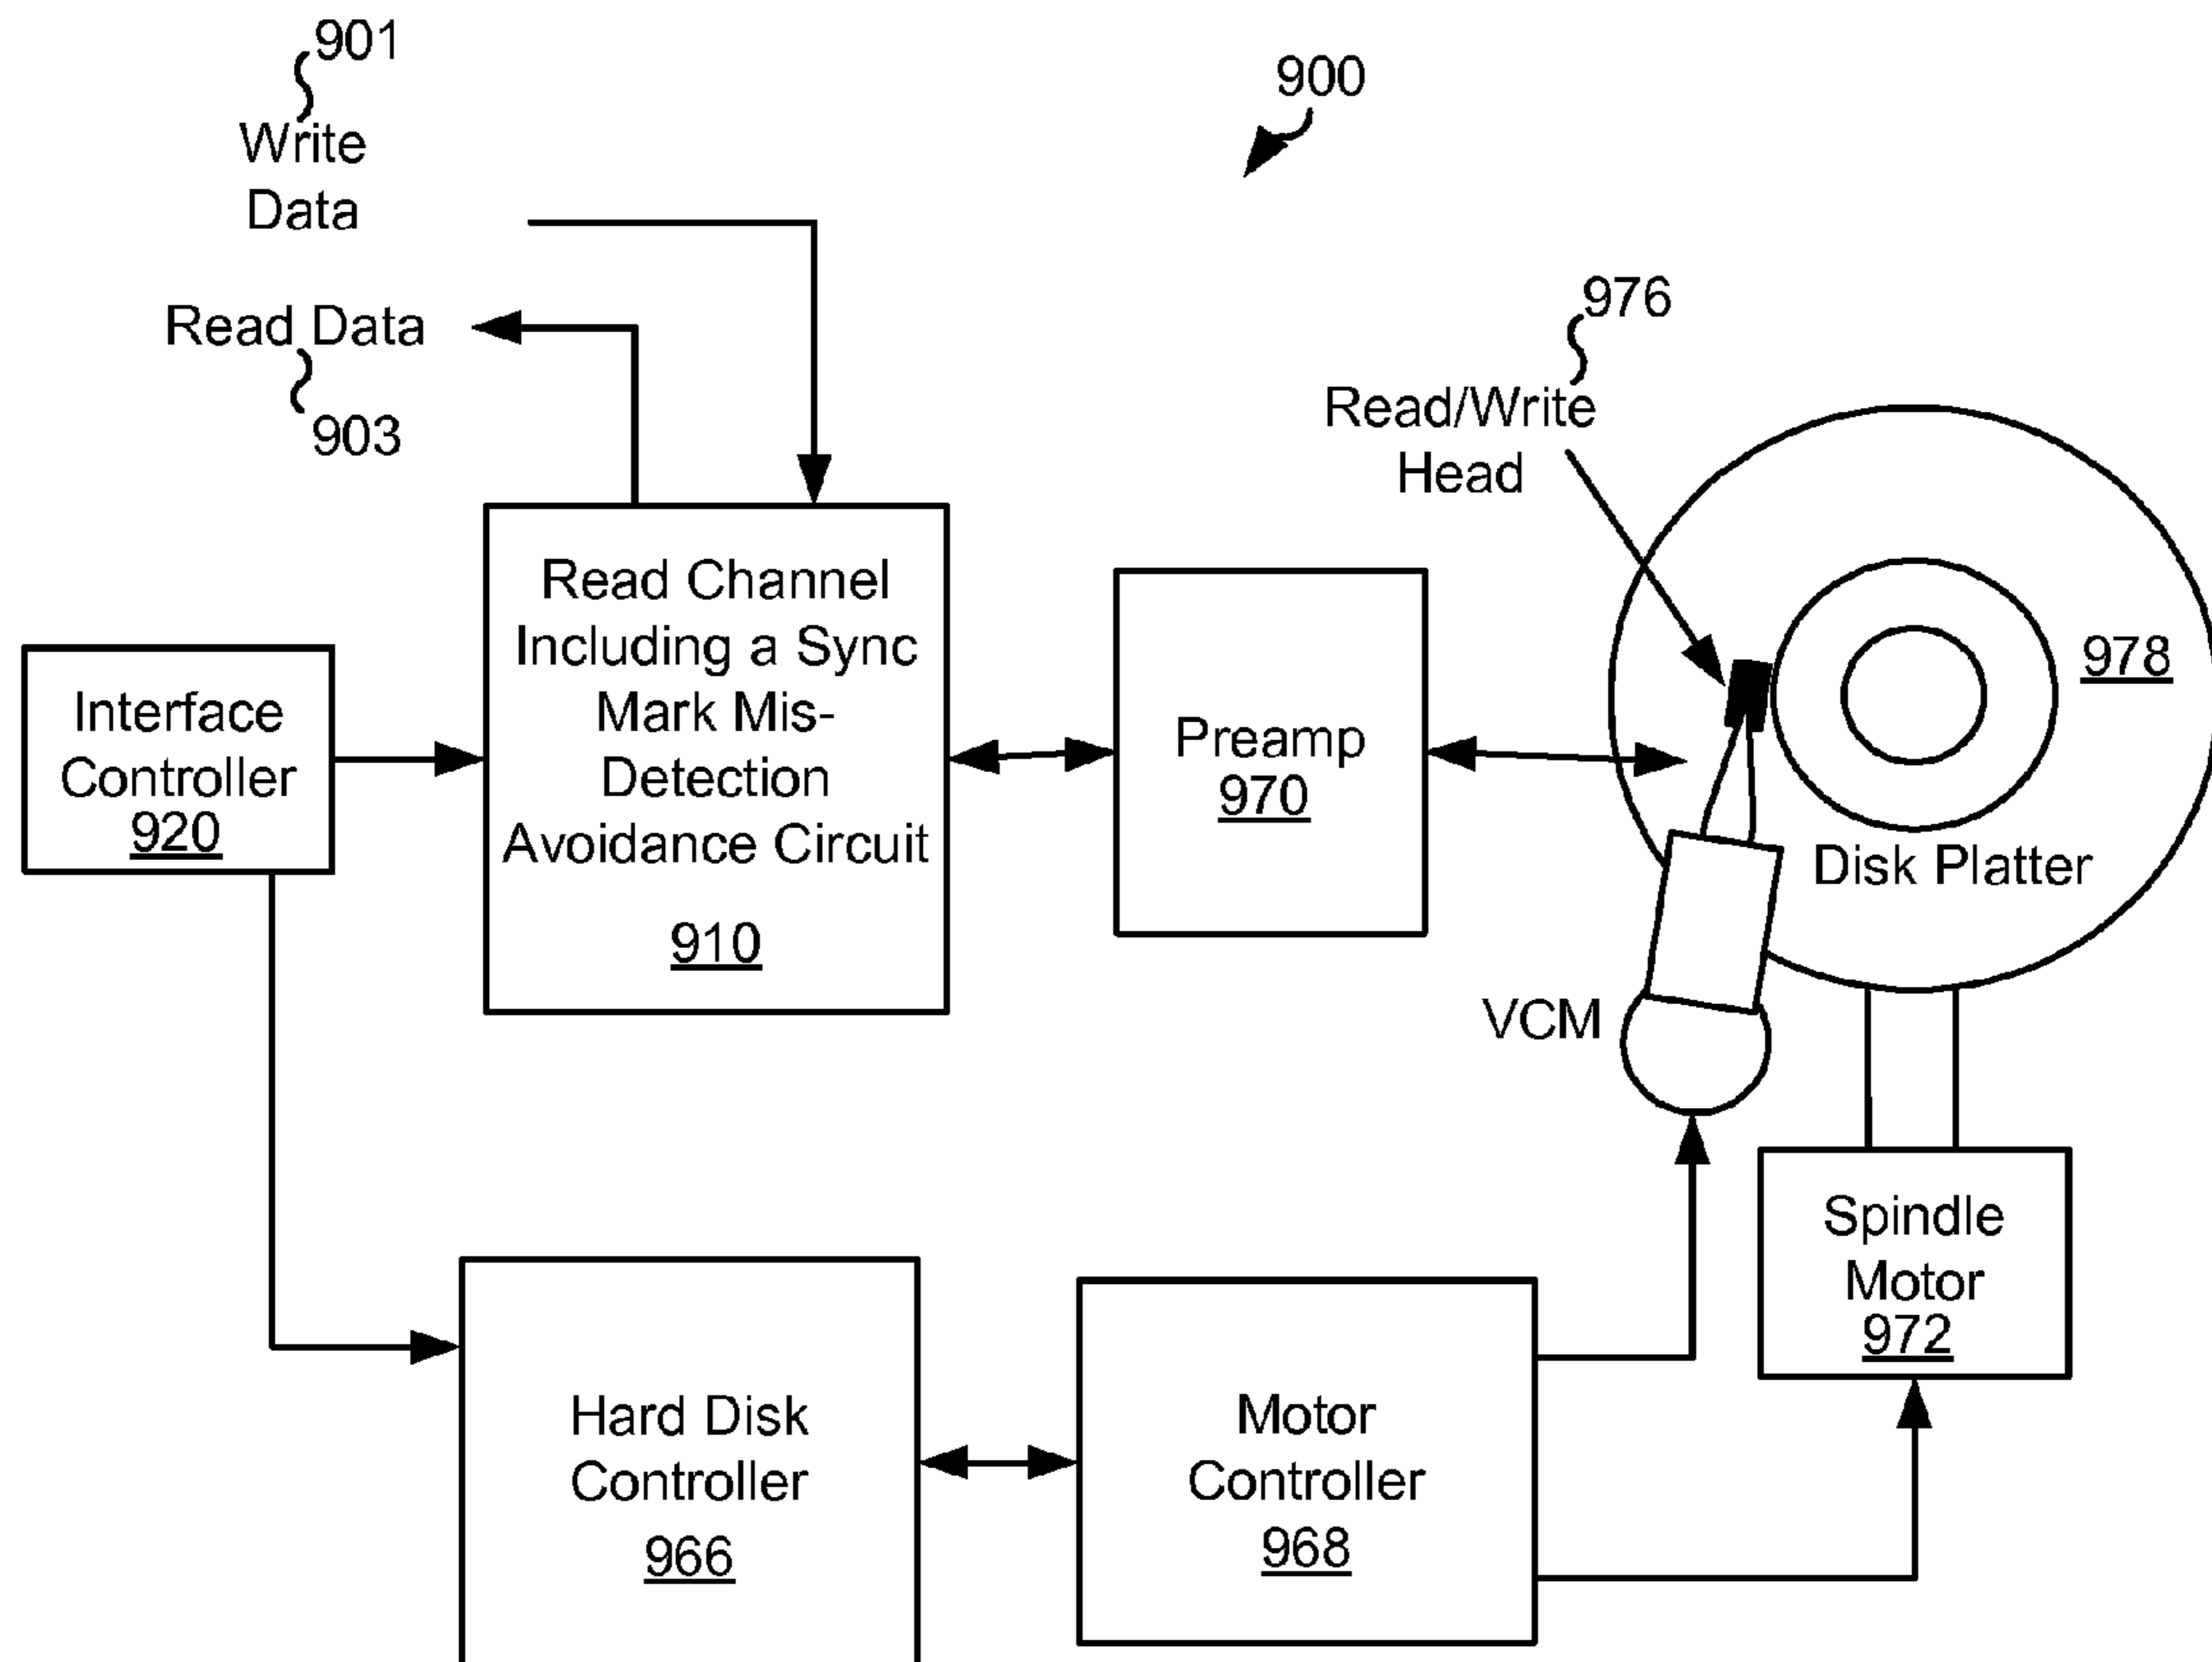 901
Write
Data
900
Read Data
903
976
Read/Write
Head
Read Channel
Including a Sync
Mark Mis-
Detection
Avoidance Circuit
910
Interface
Controller
920
Preamp
970
978
Disk Platter
VCM
Spindle
Motor
972
Hard Disk
Controller
966
Motor
Controller
968